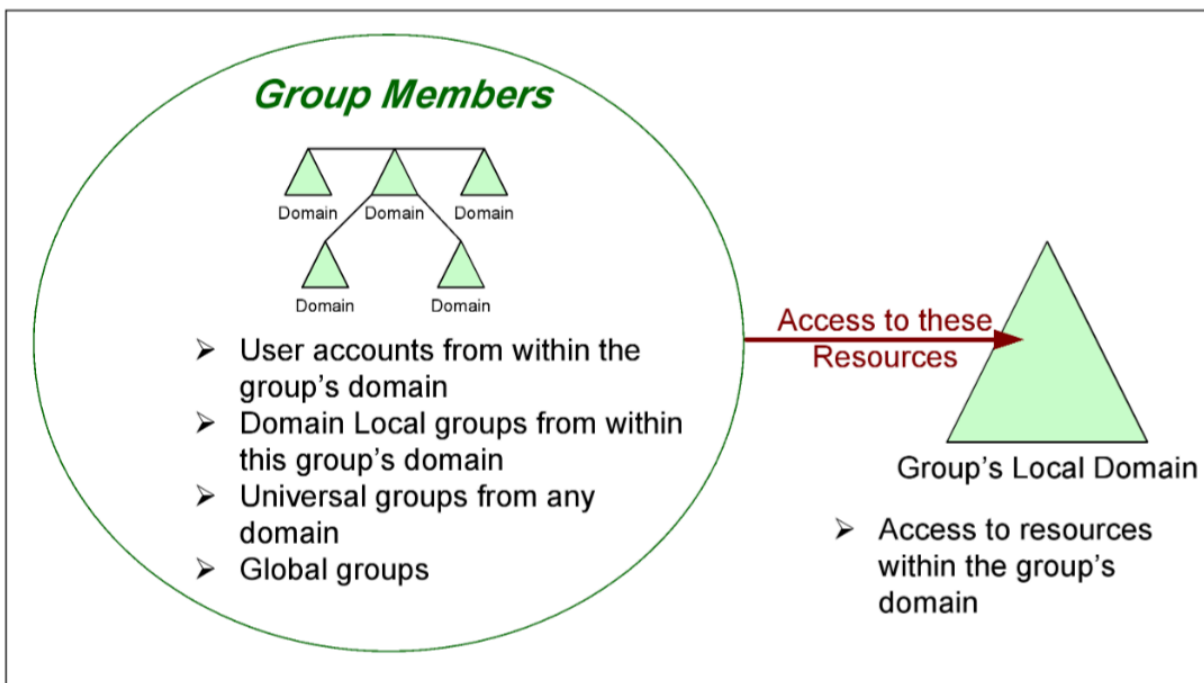 Group Members
Domain Domain Domain
Domain Domain
➢ User accounts from within the
group's domain
➢ Domain Local groups from within
this group's domain
➢ Universal groups from any
domain
➢ Global groups
Access to these
Resources
Group's Local Domain
➢ Access to resources
within the group's
domain